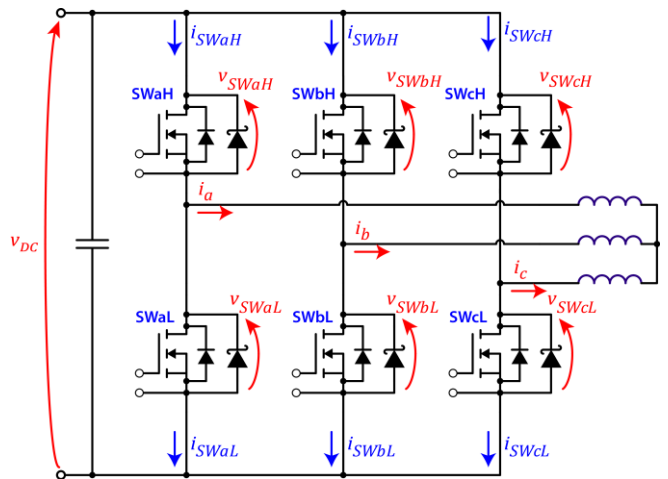 i_SWaH i_SWbH i_SWcH
v_SWaH v_SWbH v_SWcH
SWaH SWbH SWcH
i_a
i_b
v_DC
i_c
v_SWaL v_SWbL v_SWcL
SWaL SWbL SWcL
i_SWaL i_SWbL i_SWcL